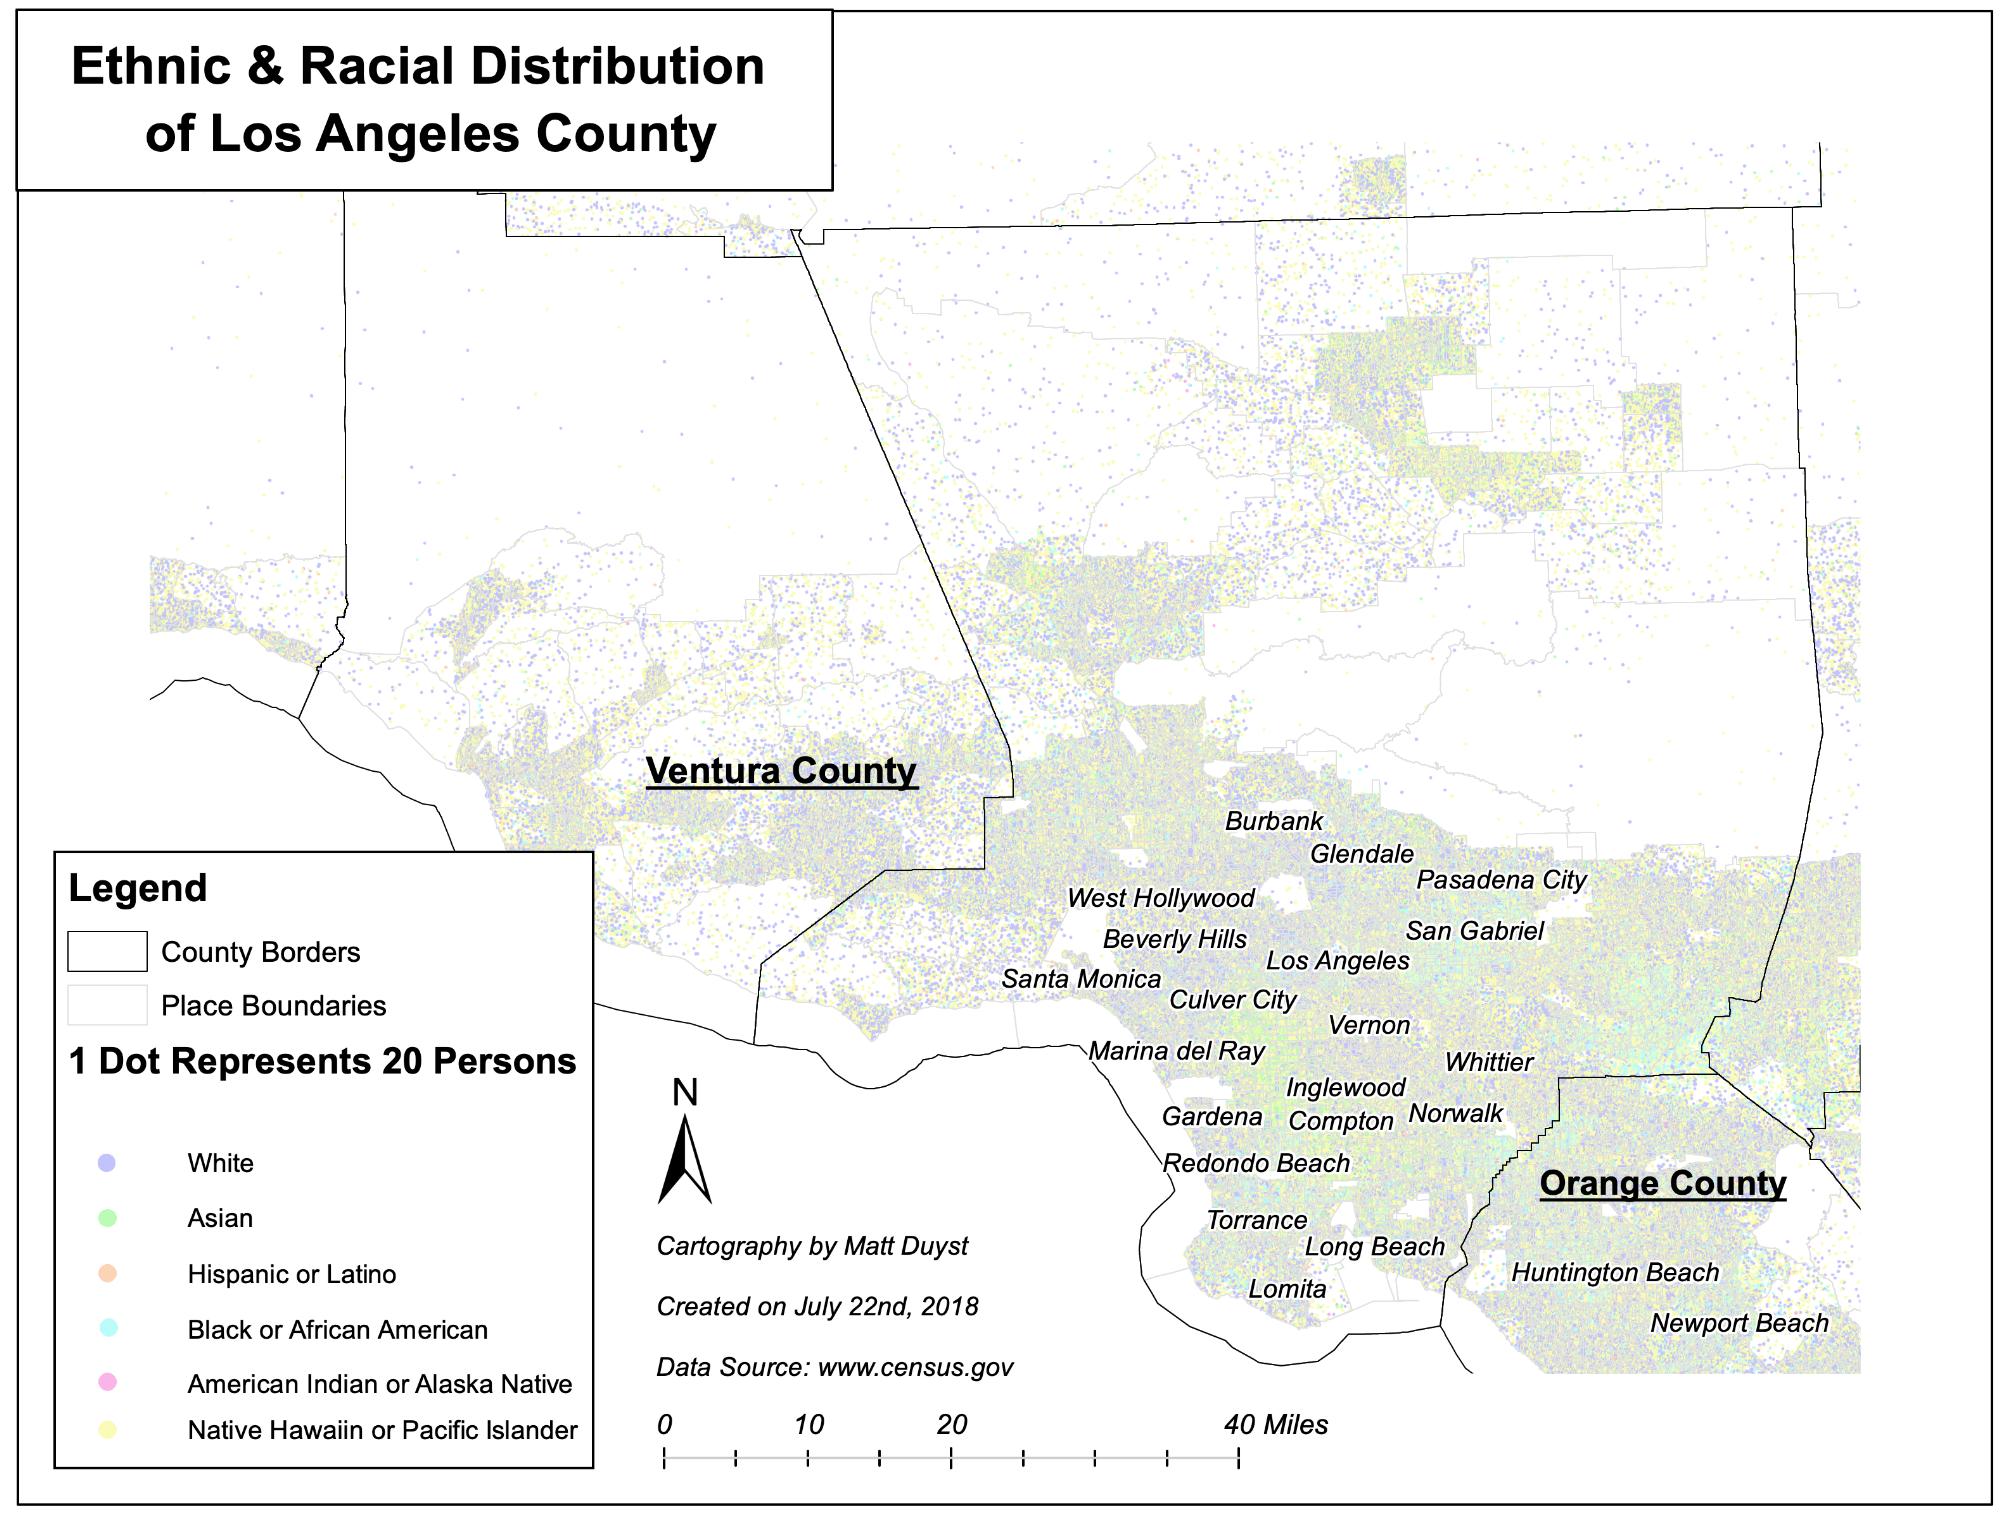 Ethnic & Racial Distribution
of Los Angeles County
Ventura County
Burbank
Glendale
Pasadena City
West Hollywood
San Gabriel
Beverly Hills
Los Angeles
Santa Monica
Culver City
Vernon
Marina del Ray
Whittier
Inglewood
Gardena
Compton
Norwalk
Redondo Beach
Orange County
Torrance
Long Beach
Huntington Beach
Lomita
Newport Beach
Legend
County Borders
Place Boundaries
1 Dot Represents 20 Persons
White
Asian
Hispanic or Latino
Black or African American
American Indian or Alaska Native
Native Hawaiin or Pacific Islander
N
Cartography by Matt Duyst
Created on July 22nd, 2018
Data Source: www.census.gov
0 10 20 40 Miles